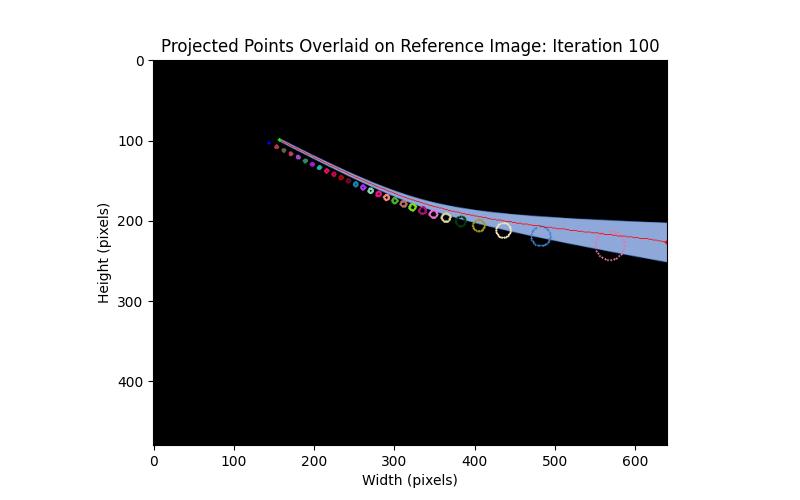 Projected Points Overlaid on Reference Image: Iteration 100
0
100
200
300
400
Height (pixels)
0 100 200 300 400 500 600
Width (pixels)